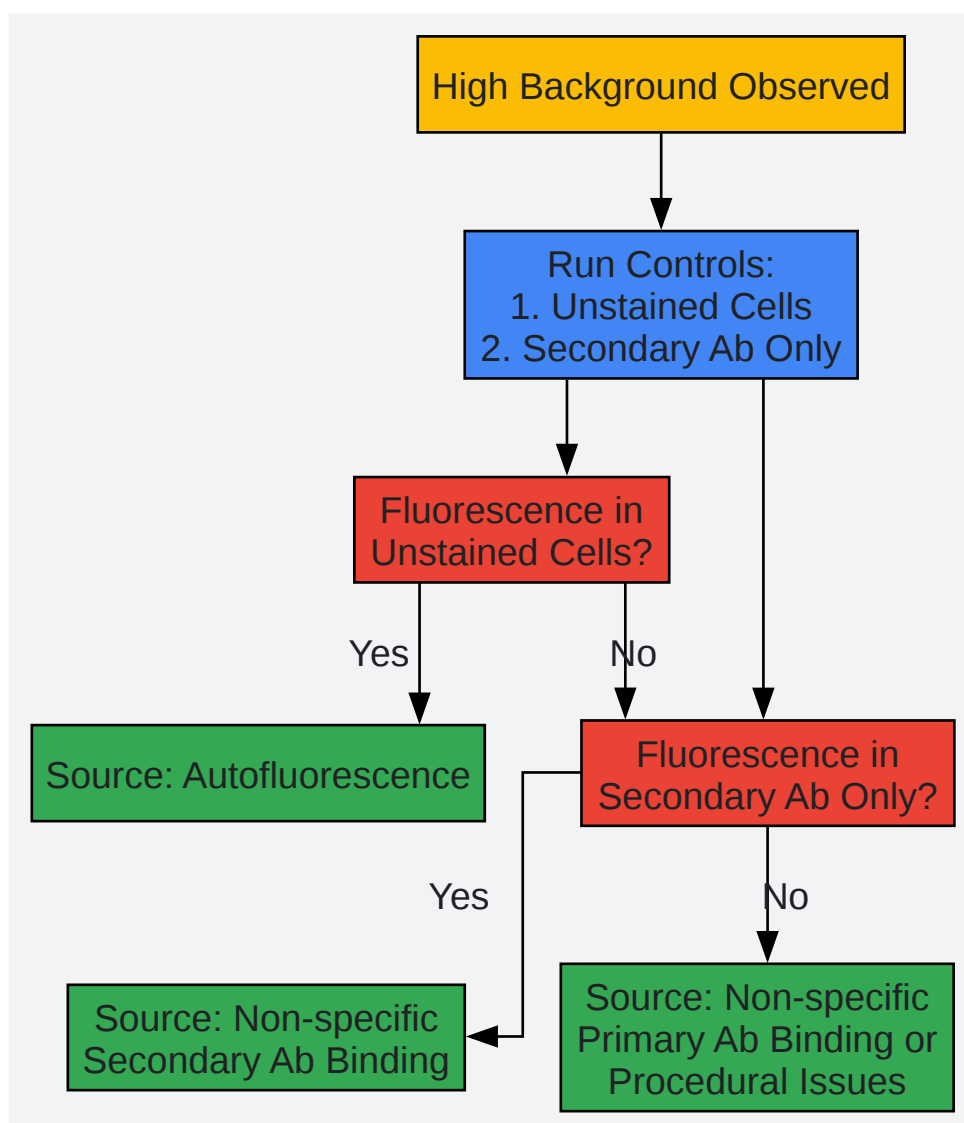 High Background Observed
Run Controls:
1. Unstained Cells
2. Secondary Ab Only
Fluorescence in
Unstained Cells?
Yes
No
Source: Autofluorescence
Fluorescence in
Secondary Ab Only?
Yes
No
Source: Non-specific
Secondary Ab Binding
Source: Non-specific
Primary Ab Binding or
Procedural Issues